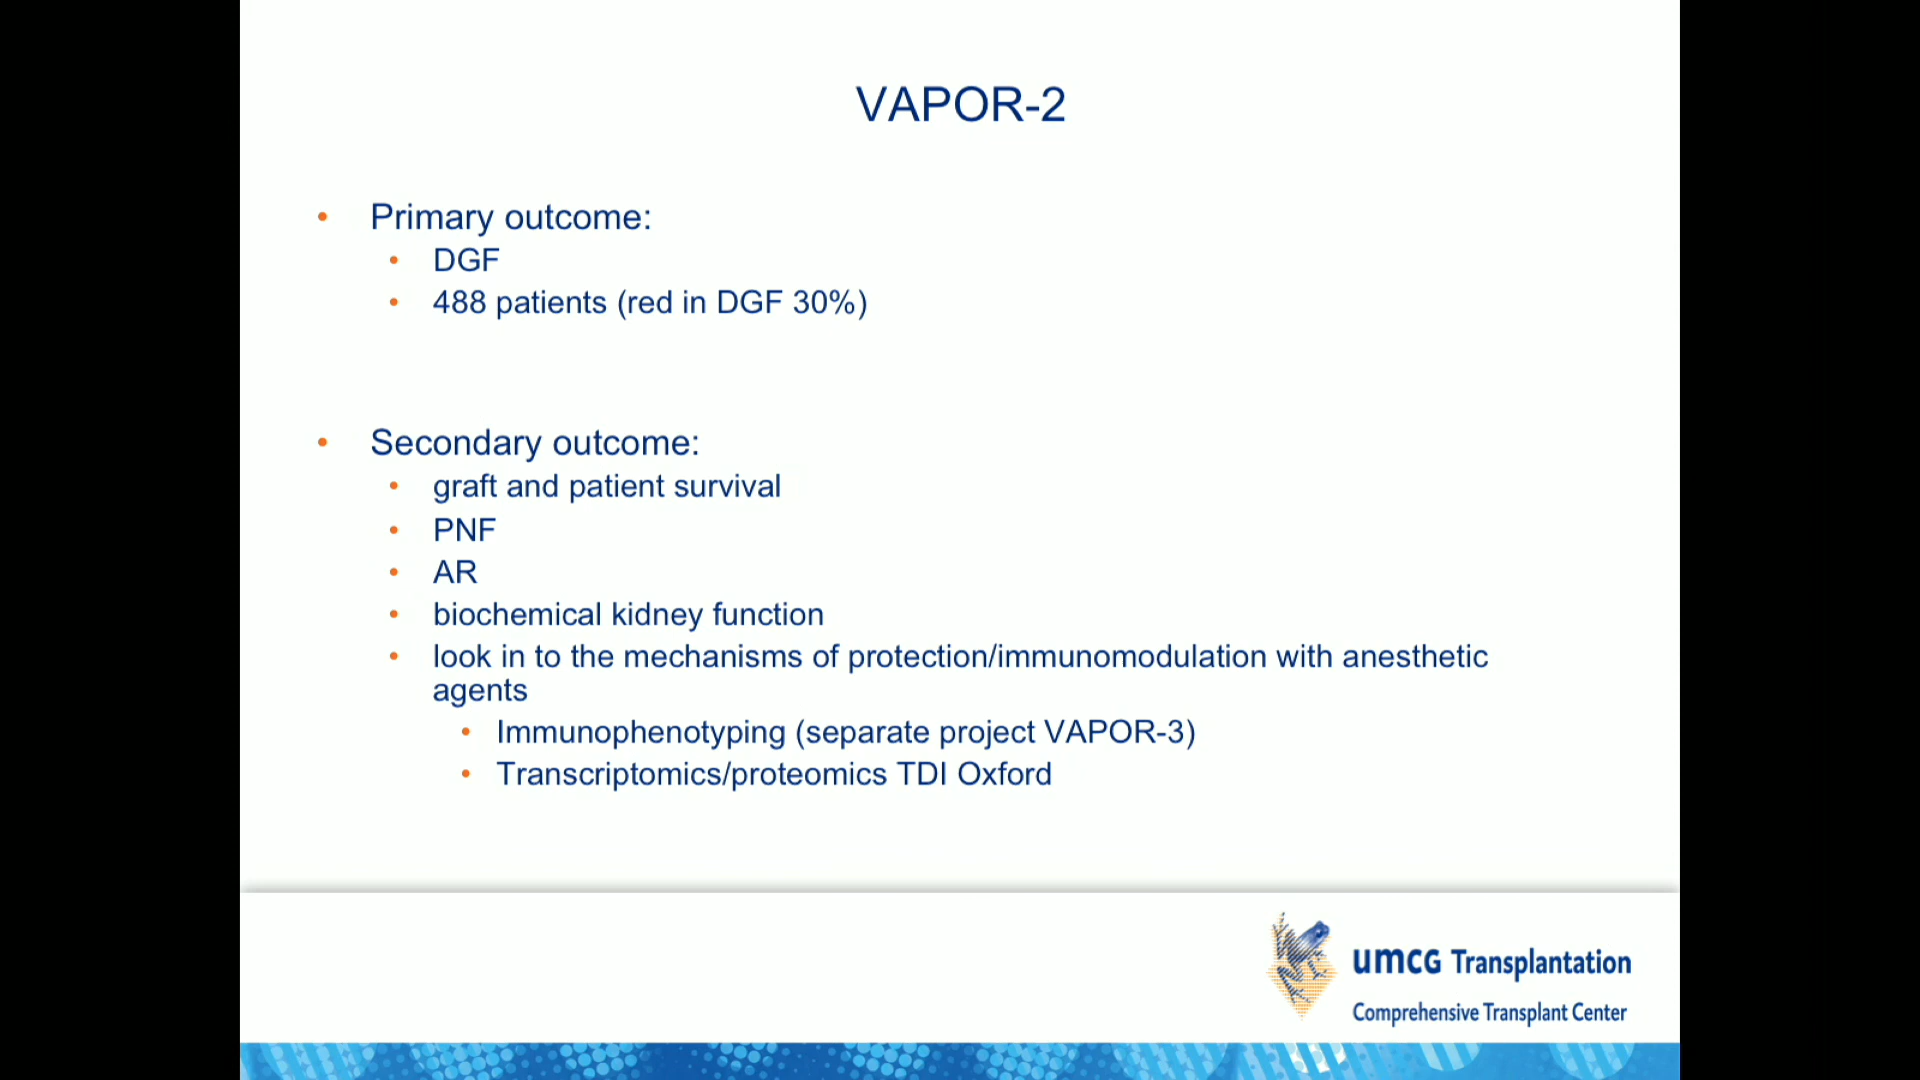 VAPOR-2
• Primary outcome:
• DGF
• 488 patients (red in DGF 30%)
• Secondary outcome:
• graft and patient survival
• PNF
• AR
• biochemical kidney function
• look in to the mechanisms of protection/immunomodulation with anesthetic
agents
• Immunophenotyping (separate project VAPOR-3)
• Transcriptomics/proteomics TDI Oxford
umcg Transplantation
Comprehensive Transplant Center